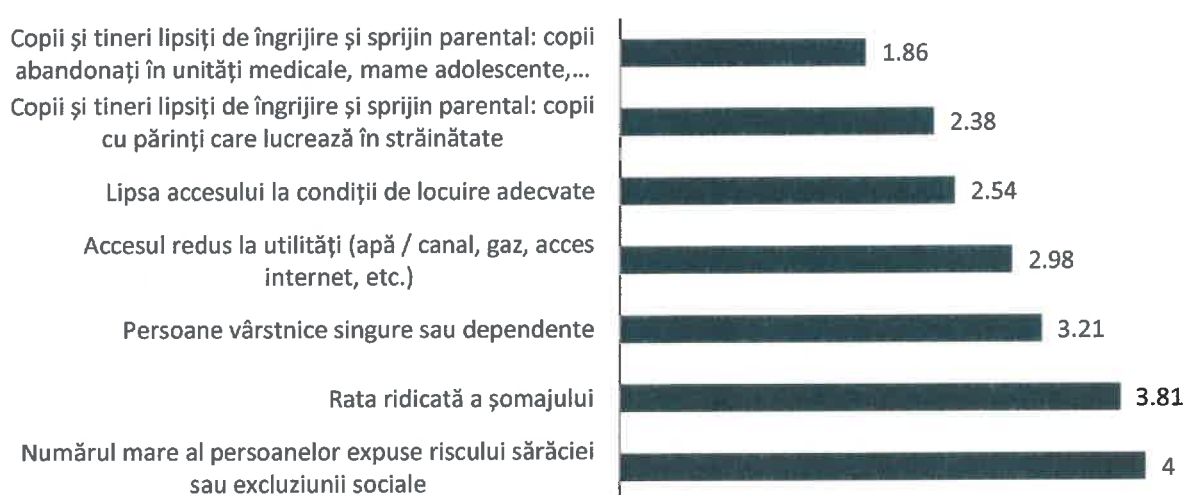 Copii și tineri lipsiți de îngrijire și sprijin parental: copii
abandonați în unități medicale, mame adolescente,...
1.86
Copii și tineri lipsiți de îngrijire și sprijin parental: copii
cu părinți care lucrează în străinătate
2.38
Lipsa accesului la condiții de locuire adecvate
2.54
Accesul redus la utilități (apă / canal, gaz, acces
internet, etc.)
2.98
Persoane vârstnice singure sau dependente
3.21
Rata ridicată a șomajului
3.81
Numărul mare al persoanelor expuse riscului sărăciei
sau excluziunii sociale
4